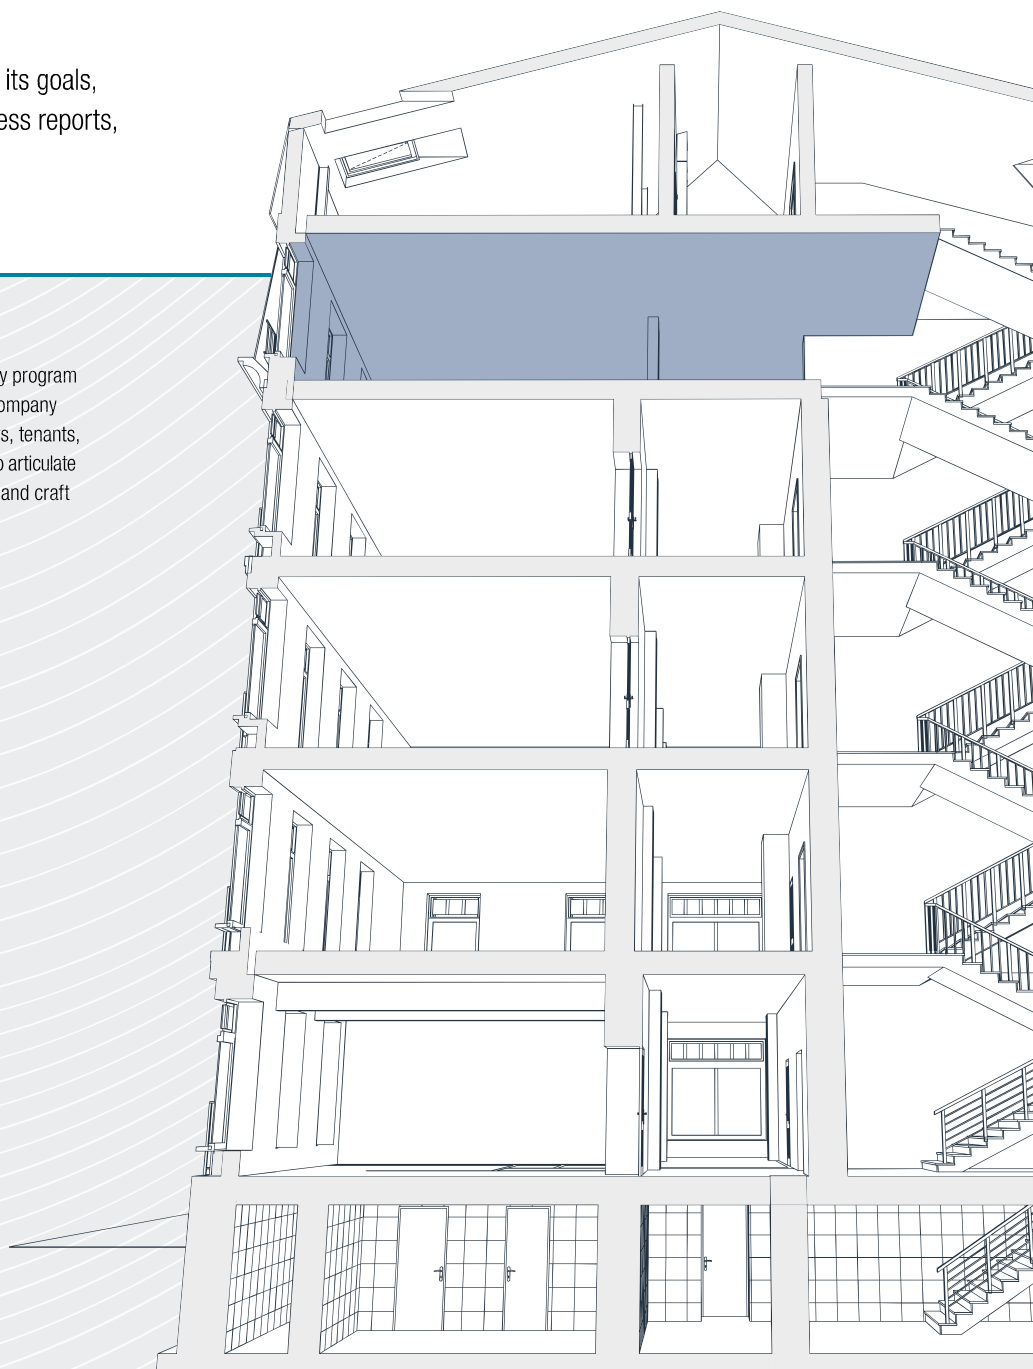 its goals,
ess reports,
y program
ompany
s, tenants,
o articulate
and craft